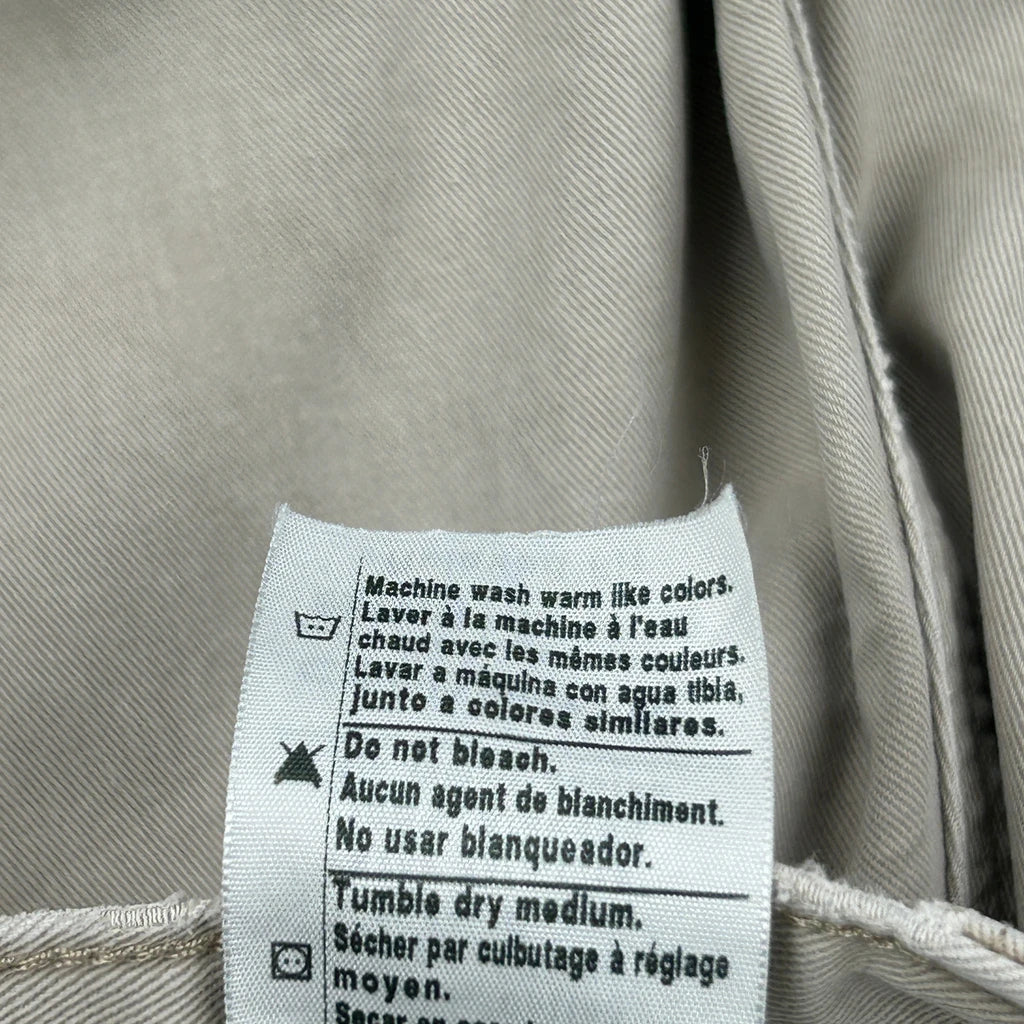 Machine wash warm like colors.
Laver à la machine à l'eau
chaud avec les mêmes couleurs.
Lavar a máquina con agua tibia,
junto a colores similares.
Do not bleach.
Aucun agent de blanchiment.
No usar blanqueador.
Tumble dry medium.
Sécher par culbutage à réglage
moyen.
Secar en